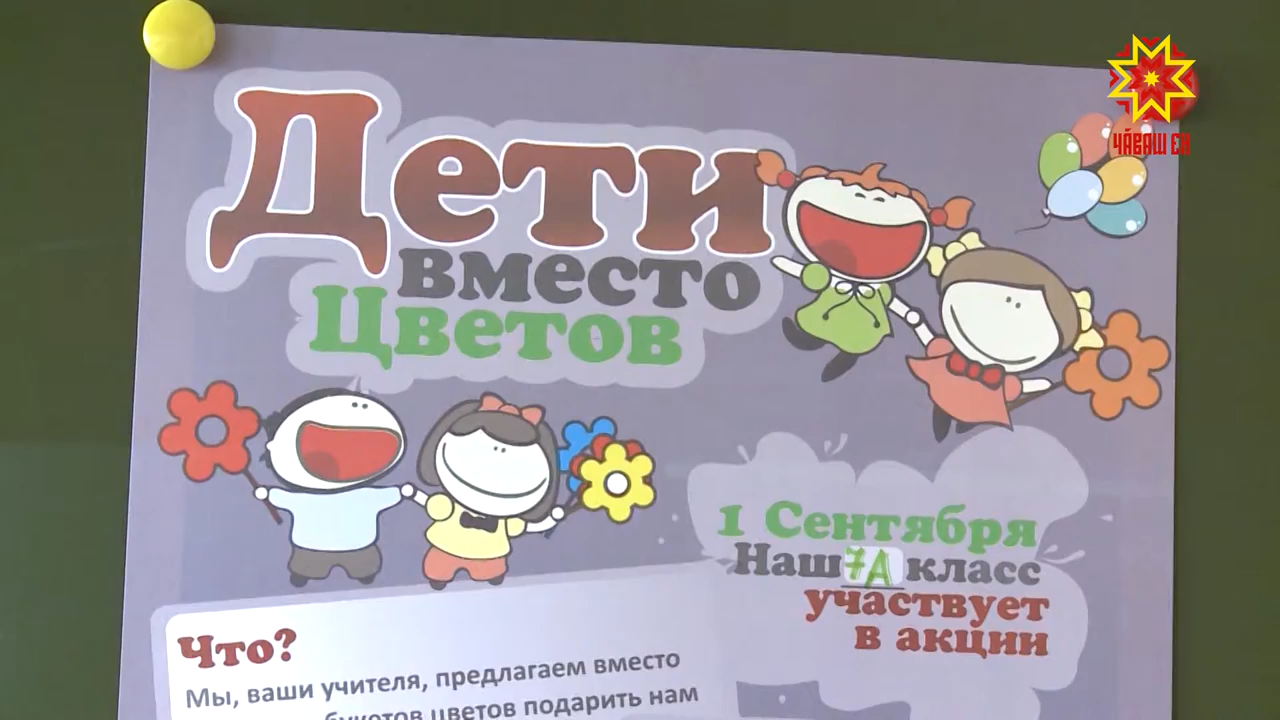 Дети
вместо
Цветов
1 Сентября
Наш 7А класс
участвует
в акции
Что?
Мы, ваши учителя, предлагаем вместо
букетов цветов подарить нам
ЧӐВАШ ЕН